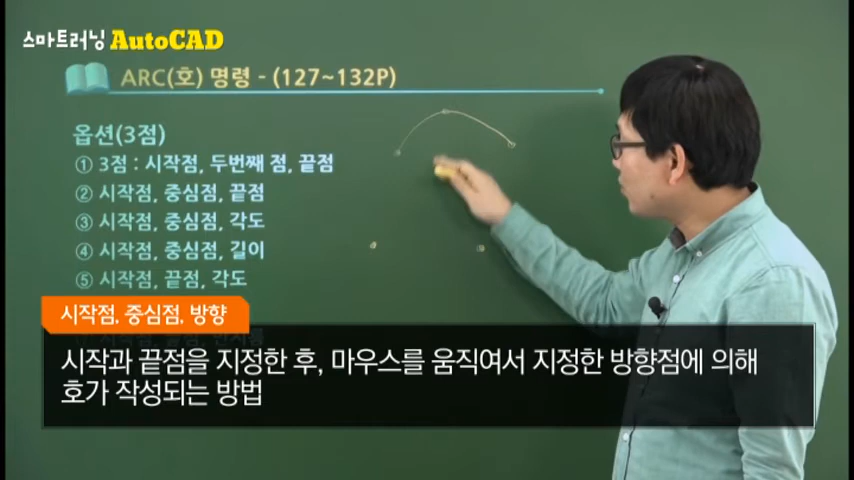 스마트러닝 AutoCAD
ARC(호) 명령 - (127~132P)
옵션(3점)
① 3점 : 시작점, 두번째 점, 끝점
② 시작점, 중심점, 끝점
③ 시작점, 중심점, 각도
④ 시작점, 중심점, 길이
⑤ 시작점, 끝점, 각도
시작점, 중심점, 방향
시작과 끝점을 지정한 후, 마우스를 움직여서 지정한 방향점에 의해
호가 작성되는 방법